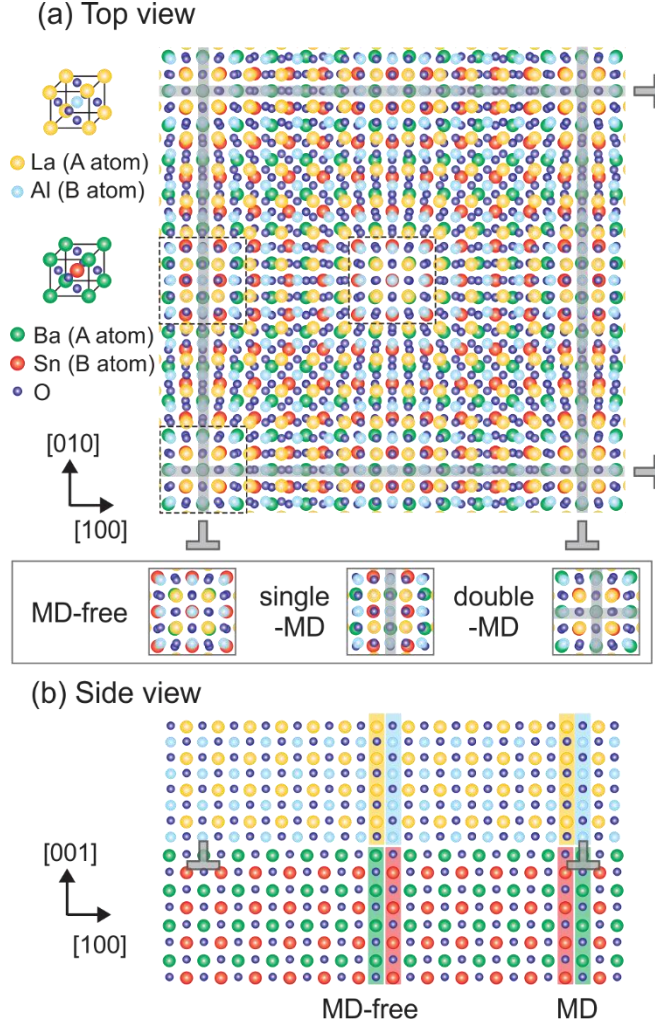 (a) Top view
La (A atom)
Al (B atom)
Ba (A atom)
Sn (B atom)
O
[010]
[100]
MD-free
single
-MD
double
-MD
(b) Side view
[001]
[100]
MD-free
MD